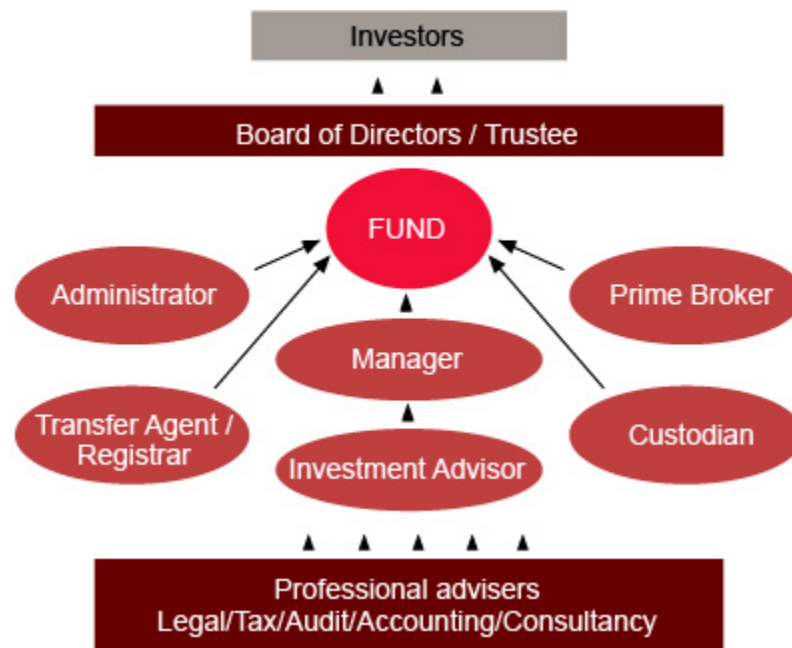 Investors
Board of Directors / Trustee
FUND
Administrator
Prime Broker
Manager
Transfer Agent /
Registrar
Custodian
Investment Advisor
Professional advisers
Legal/Tax/Audit/Accounting/Consultancy